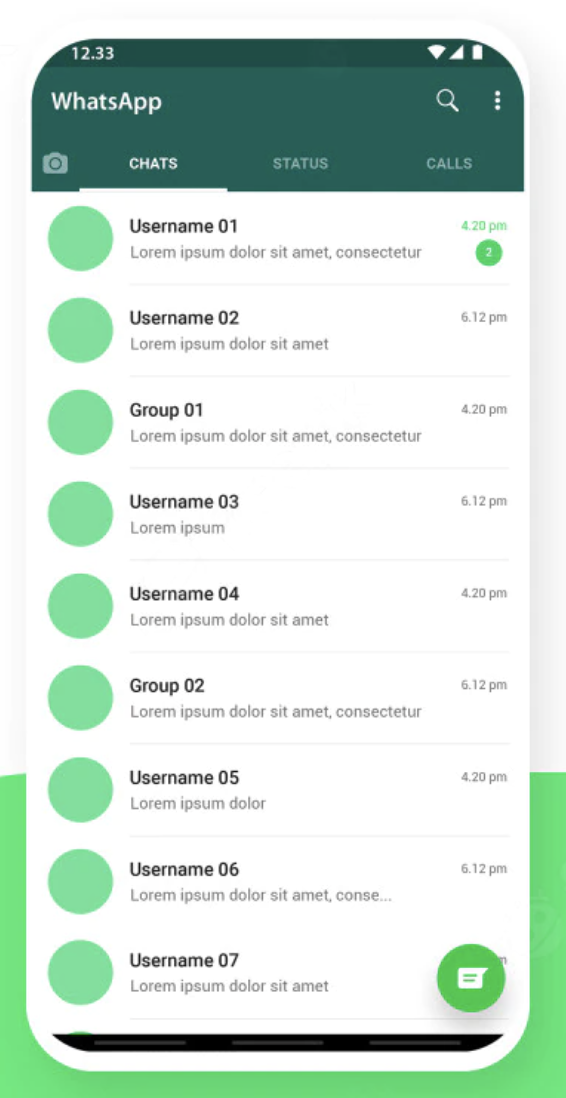 12.33
WhatsApp
CHATS STATUS CALLS
Username 01 4.20 pm
Lorem ipsum dolor sit amet, consectetur 2
Username 02 6.12 pm
Lorem ipsum dolor sit amet
Group 01 4.20 pm
Lorem ipsum dolor sit amet, consectetur
Username 03 6.12 pm
Lorem ipsum
Username 04 4.20 pm
Lorem ipsum dolor sit amet
Group 02 6.12 pm
Lorem ipsum dolor sit amet, consectetur
Username 05 4.20 pm
Lorem ipsum dolor
Username 06 6.12 pm
Lorem ipsum dolor sit amet, conse...
Username 07
Lorem ipsum dolor sit amet